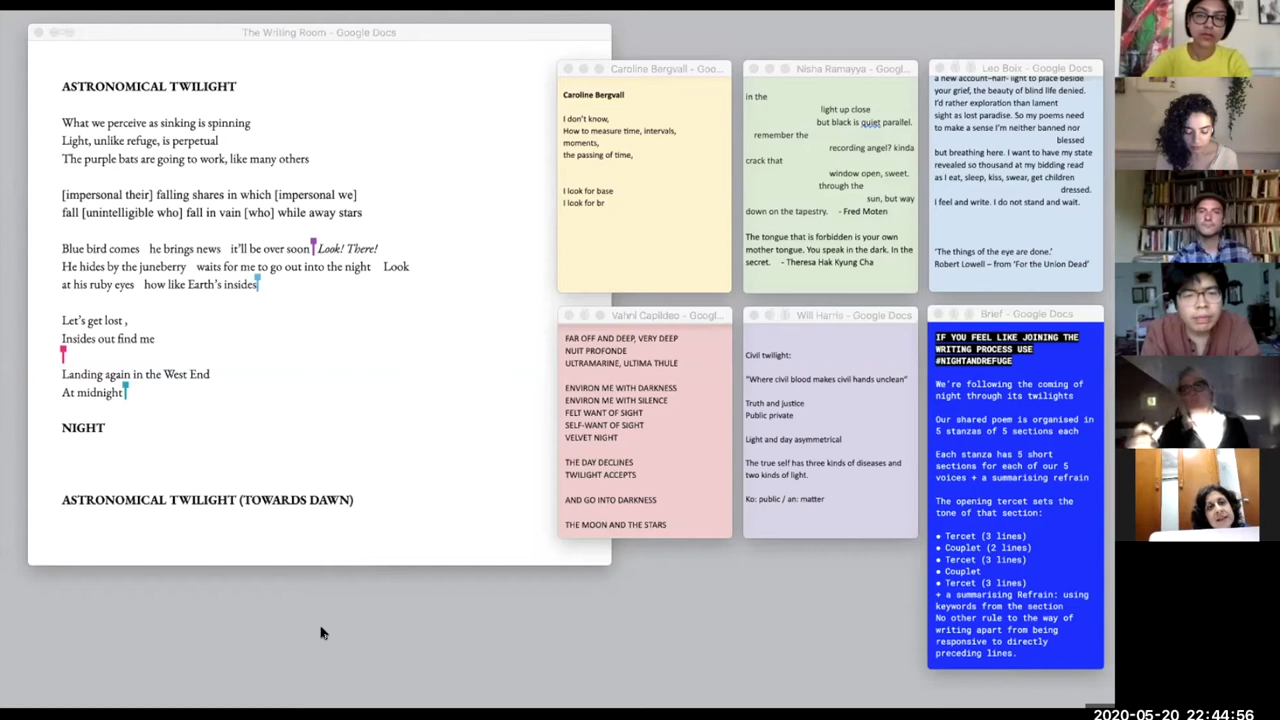 The Writing Room - Google Docs
ASTRONOMICAL TWILIGHT
What we perceive as sinking is spinning
Light, unlike refuge, is perpetual
The purple bats are going to work, like many others
[impersonal their] falling shares in which [impersonal we]
fall [unintelligible who] fall in vain [who] while away stars
Blue bird comes he brings news it'll be over soon Look! There!
He hides by the juneberry waits for me to go out into the night Look
at his ruby eyes how like Earth's insides
Let's get lost ,
Insides out find me
Landing again in the West End
At midnight
NIGHT
ASTRONOMICAL TWILIGHT (TOWARDS DAWN)
Caroline Bergvall - Goo...
Caroline Bergvall
I don't know,
How to measure time, intervals,
moments,
the passing of time,
I look for base
I look for br
Nisha Ramayya - Googl...
in the
light up close
but black is quiet parallel.
remember the
recording angel? kinda
crack that
window open, sweet.
through the
sun, but way
down on the tapestry. - Fred Moten
The tongue that is forbidden is your own
mother tongue. You speak in the dark. In the
secret. - Theresa Hak Kyung Cha
Leo Boix - Google Docs
a new account–half- light to place beside
your grief, the beauty of blind life denied.
I'd rather exploration than lament
sight as lost paradise. So my poems need
to make a sense I'm neither banned nor
blessed
but breathing here. I want to have my state
revealed so thousand at my bidding read
as I eat, sleep, kiss, swear, get children
dressed.
I feel and write. I do not stand and wait.
'The things of the eye are done.'
Robert Lowell – from 'For the Union Dead'
Vahni Capildeo - Googl...
FAR OFF AND DEEP, VERY DEEP
NUIT PROFONDE
ULTRAMARINE, ULTIMA THULE
ENVIRON ME WITH DARKNESS
ENVIRON ME WITH SILENCE
FELT WANT OF SIGHT
SELF-WANT OF SIGHT
VELVET NIGHT
THE DAY DECLINES
TWILIGHT ACCEPTS
AND GO INTO DARKNESS
THE MOON AND THE STARS
Will Harris - Google Docs
Civil twilight:
"Where civil blood makes civil hands unclean"
Truth and justice
Public private
Light and day asymmetrical
The true self has three kinds of diseases and
two kinds of light.
Ko: public / an: matter
Brief - Google Docs
IF YOU FEEL LIKE JOINING THE
WRITING PROCESS USE
#NIGHTANDREFUGE
We're following the coming of
night through its twilights
Our shared poem is organised in
5 stanzas of 5 sections each
Each stanza has 5 short
sections for each of our 5
voices + a summarising refrain
The opening tercet sets the
tone of that section:
● Tercet (3 lines)
● Couplet (2 lines)
● Tercet (3 lines)
● Couplet
● Tercet (3 lines)
+ a summarising Refrain: using
keywords from the section
No other rule to the way of
writing apart from being
responsive to directly
preceding lines.
2020-05-20 22:44:56